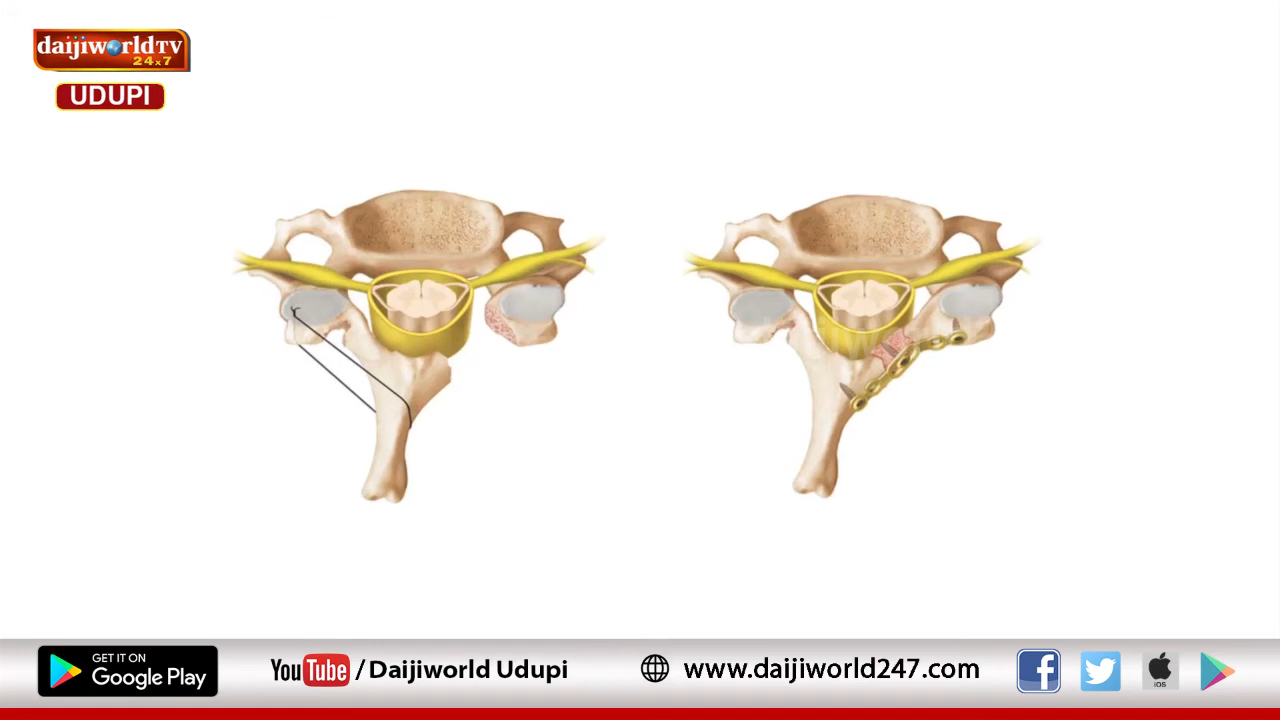 daijiworldTV
24x7
UDUPI
GET IT ON
Google Play
YouTube / Daijiworld Udupi
www.daijiworld247.com
iOS